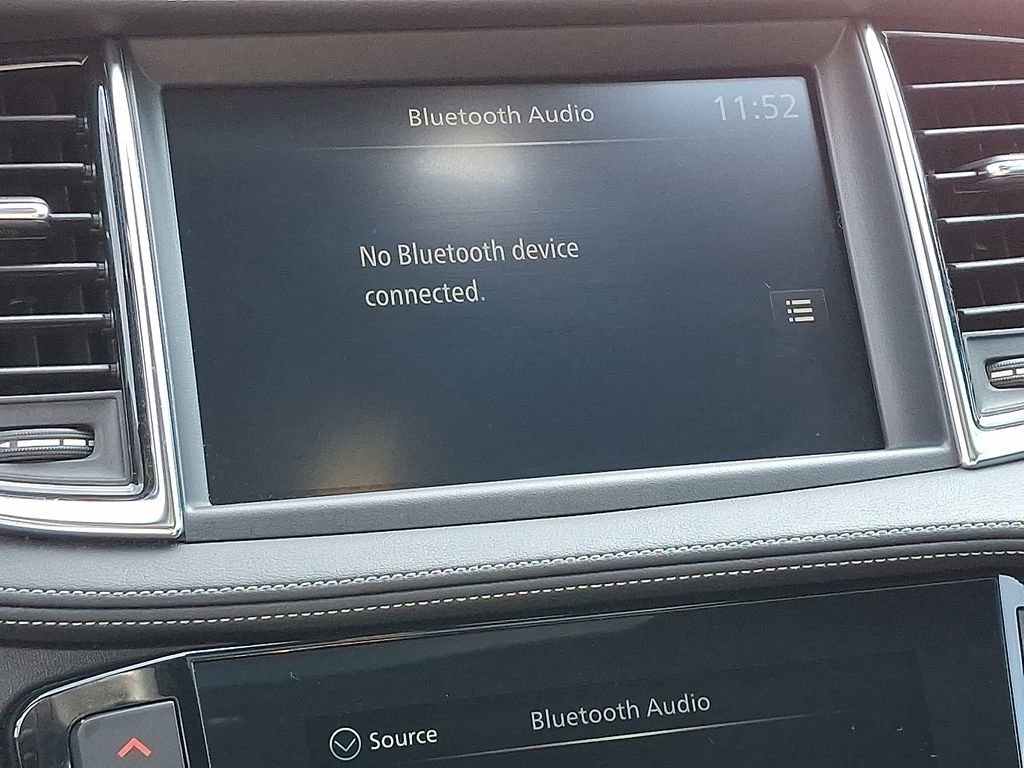 Bluetooth Audio
11:52
No Bluetooth device
connected.
Source
Bluetooth Audio